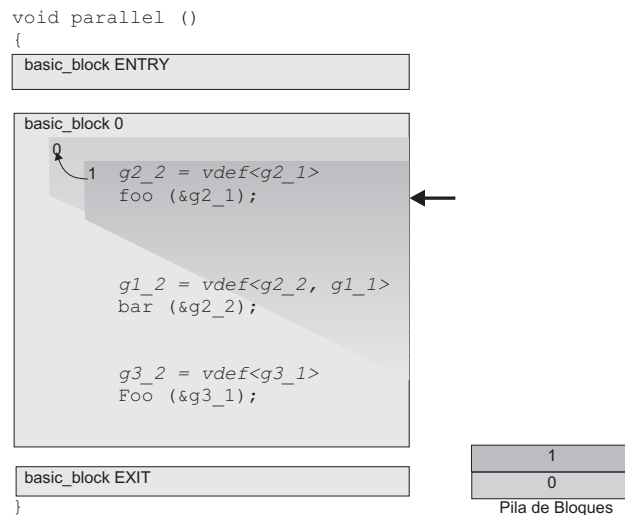 void parallel ()
{
basic_block ENTRY
basic_block 0
0
1 g2_2 = vdef<g2_1>
foo (&g2_1);
g1_2 = vdef<g2_2, g1_1>
bar (&g2_2);
g3_2 = vdef<g3_1>
Foo (&g3_1);
basic_block EXIT
}
1
0
Pila de Bloques